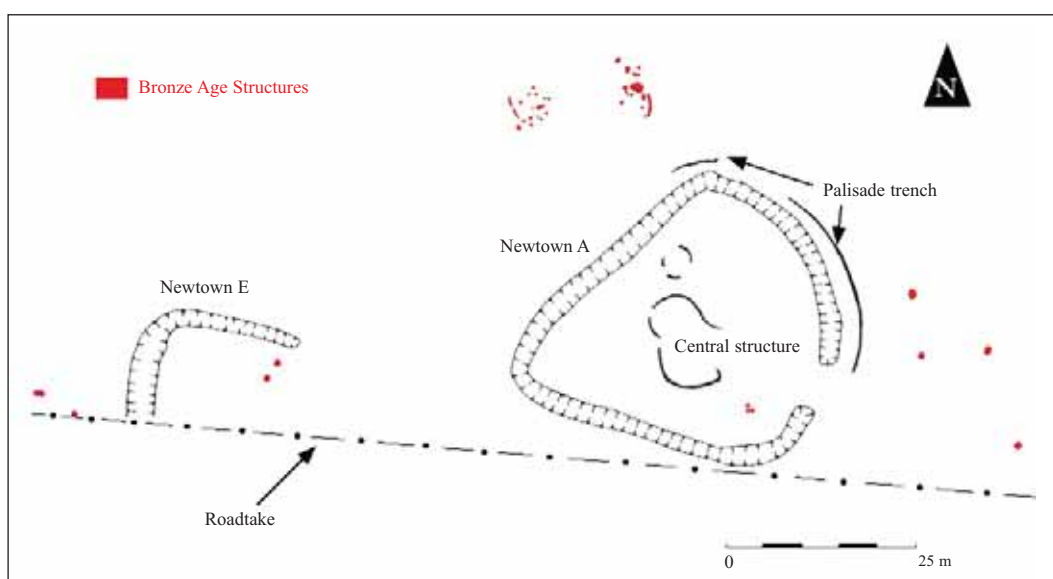 Bronze Age Structures
N
Palisade trench
Newtown A
Newtown E
Central structure
Roadtake
0 25 m